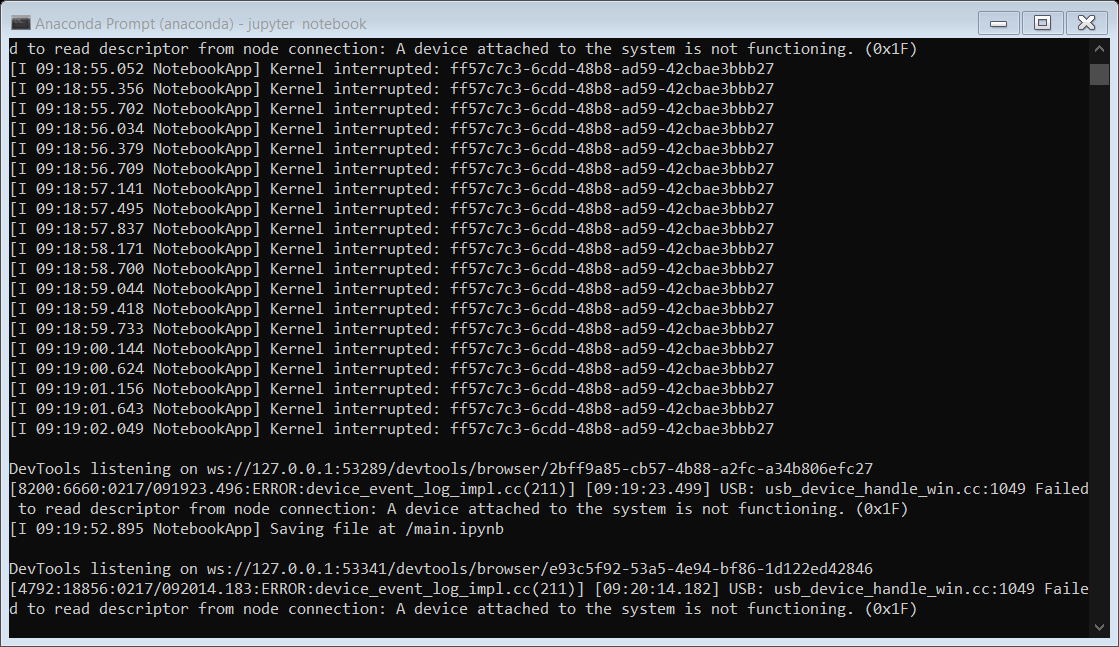 Anaconda Prompt (anaconda) - jupyter  notebook
d to read descriptor from node connection: A device attached to the system is not functioning. (0x1F)
[I 09:18:55.052 NotebookApp] Kernel interrupted: ff57c7c3-6cdd-48b8-ad59-42cbae3bbb27
[I 09:18:55.356 NotebookApp] Kernel interrupted: ff57c7c3-6cdd-48b8-ad59-42cbae3bbb27
[I 09:18:55.702 NotebookApp] Kernel interrupted: ff57c7c3-6cdd-48b8-ad59-42cbae3bbb27
[I 09:18:56.034 NotebookApp] Kernel interrupted: ff57c7c3-6cdd-48b8-ad59-42cbae3bbb27
[I 09:18:56.379 NotebookApp] Kernel interrupted: ff57c7c3-6cdd-48b8-ad59-42cbae3bbb27
[I 09:18:56.709 NotebookApp] Kernel interrupted: ff57c7c3-6cdd-48b8-ad59-42cbae3bbb27
[I 09:18:57.141 NotebookApp] Kernel interrupted: ff57c7c3-6cdd-48b8-ad59-42cbae3bbb27
[I 09:18:57.495 NotebookApp] Kernel interrupted: ff57c7c3-6cdd-48b8-ad59-42cbae3bbb27
[I 09:18:57.837 NotebookApp] Kernel interrupted: ff57c7c3-6cdd-48b8-ad59-42cbae3bbb27
[I 09:18:58.171 NotebookApp] Kernel interrupted: ff57c7c3-6cdd-48b8-ad59-42cbae3bbb27
[I 09:18:58.700 NotebookApp] Kernel interrupted: ff57c7c3-6cdd-48b8-ad59-42cbae3bbb27
[I 09:18:59.044 NotebookApp] Kernel interrupted: ff57c7c3-6cdd-48b8-ad59-42cbae3bbb27
[I 09:18:59.418 NotebookApp] Kernel interrupted: ff57c7c3-6cdd-48b8-ad59-42cbae3bbb27
[I 09:18:59.733 NotebookApp] Kernel interrupted: ff57c7c3-6cdd-48b8-ad59-42cbae3bbb27
[I 09:19:00.144 NotebookApp] Kernel interrupted: ff57c7c3-6cdd-48b8-ad59-42cbae3bbb27
[I 09:19:00.624 NotebookApp] Kernel interrupted: ff57c7c3-6cdd-48b8-ad59-42cbae3bbb27
[I 09:19:01.156 NotebookApp] Kernel interrupted: ff57c7c3-6cdd-48b8-ad59-42cbae3bbb27
[I 09:19:01.643 NotebookApp] Kernel interrupted: ff57c7c3-6cdd-48b8-ad59-42cbae3bbb27
[I 09:19:02.049 NotebookApp] Kernel interrupted: ff57c7c3-6cdd-48b8-ad59-42cbae3bbb27
DevTools listening on ws://127.0.0.1:53289/devtools/browser/2bff9a85-cb57-4b88-a2fc-a34b806efc27
[8200:6660:0217/091923.496:ERROR:device_event_log_impl.cc(211)] [09:19:23.499] USB: usb_device_handle_win.cc:1049 Failed
 to read descriptor from node connection: A device attached to the system is not functioning. (0x1F)
[I 09:19:52.895 NotebookApp] Saving file at /main.ipynb
DevTools listening on ws://127.0.0.1:53341/devtools/browser/e93c5f92-53a5-4e94-bf86-1d122ed42846
[4792:18856:0217/092014.183:ERROR:device_event_log_impl.cc(211)] [09:20:14.182] USB: usb_device_handle_win.cc:1049 Faile
d to read descriptor from node connection: A device attached to the system is not functioning. (0x1F)